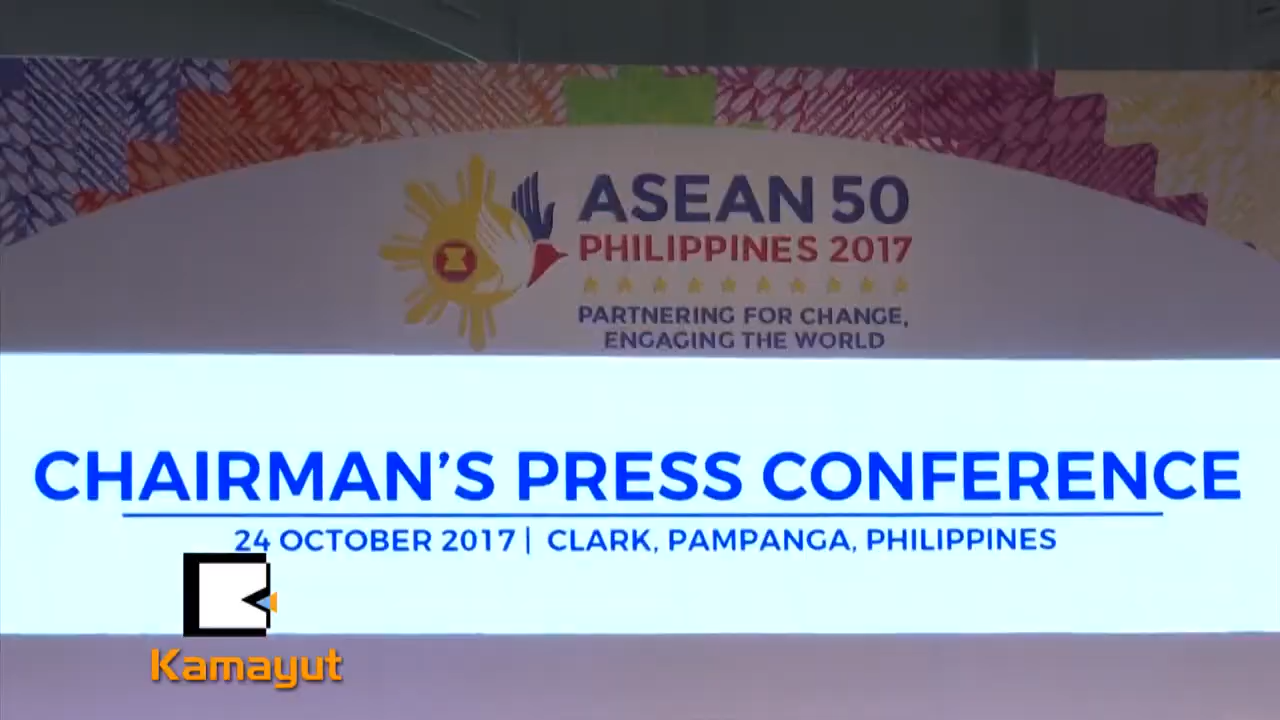 ASEAN 50
PHILIPPINES 2017
PARTNERING FOR CHANGE,
ENGAGING THE WORLD
CHAIRMAN'S PRESS CONFERENCE
24 OCTOBER 2017 | CLARK, PAMPANGA, PHILIPPINES
Kamayut